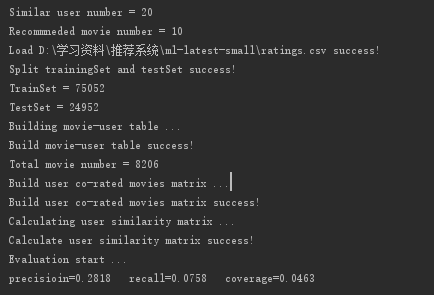 Similar user number = 20
Recommneded movie number = 10
Load D:\学习资料\推荐系统\ml-latest-small\ratings.csv success!
Split trainingSet and testSet success!
TrainSet = 75052
TestSet = 24952
Building movie-user table ...
Build movie-user table success!
Total movie number = 8206
Build user co-rated movies matrix ...
Build user co-rated movies matrix success!
Calculating user similarity matrix ...
Calculate user similarity matrix success!
Evaluation start ...
precisioin=0.2818 recall=0.0758 coverage=0.0463